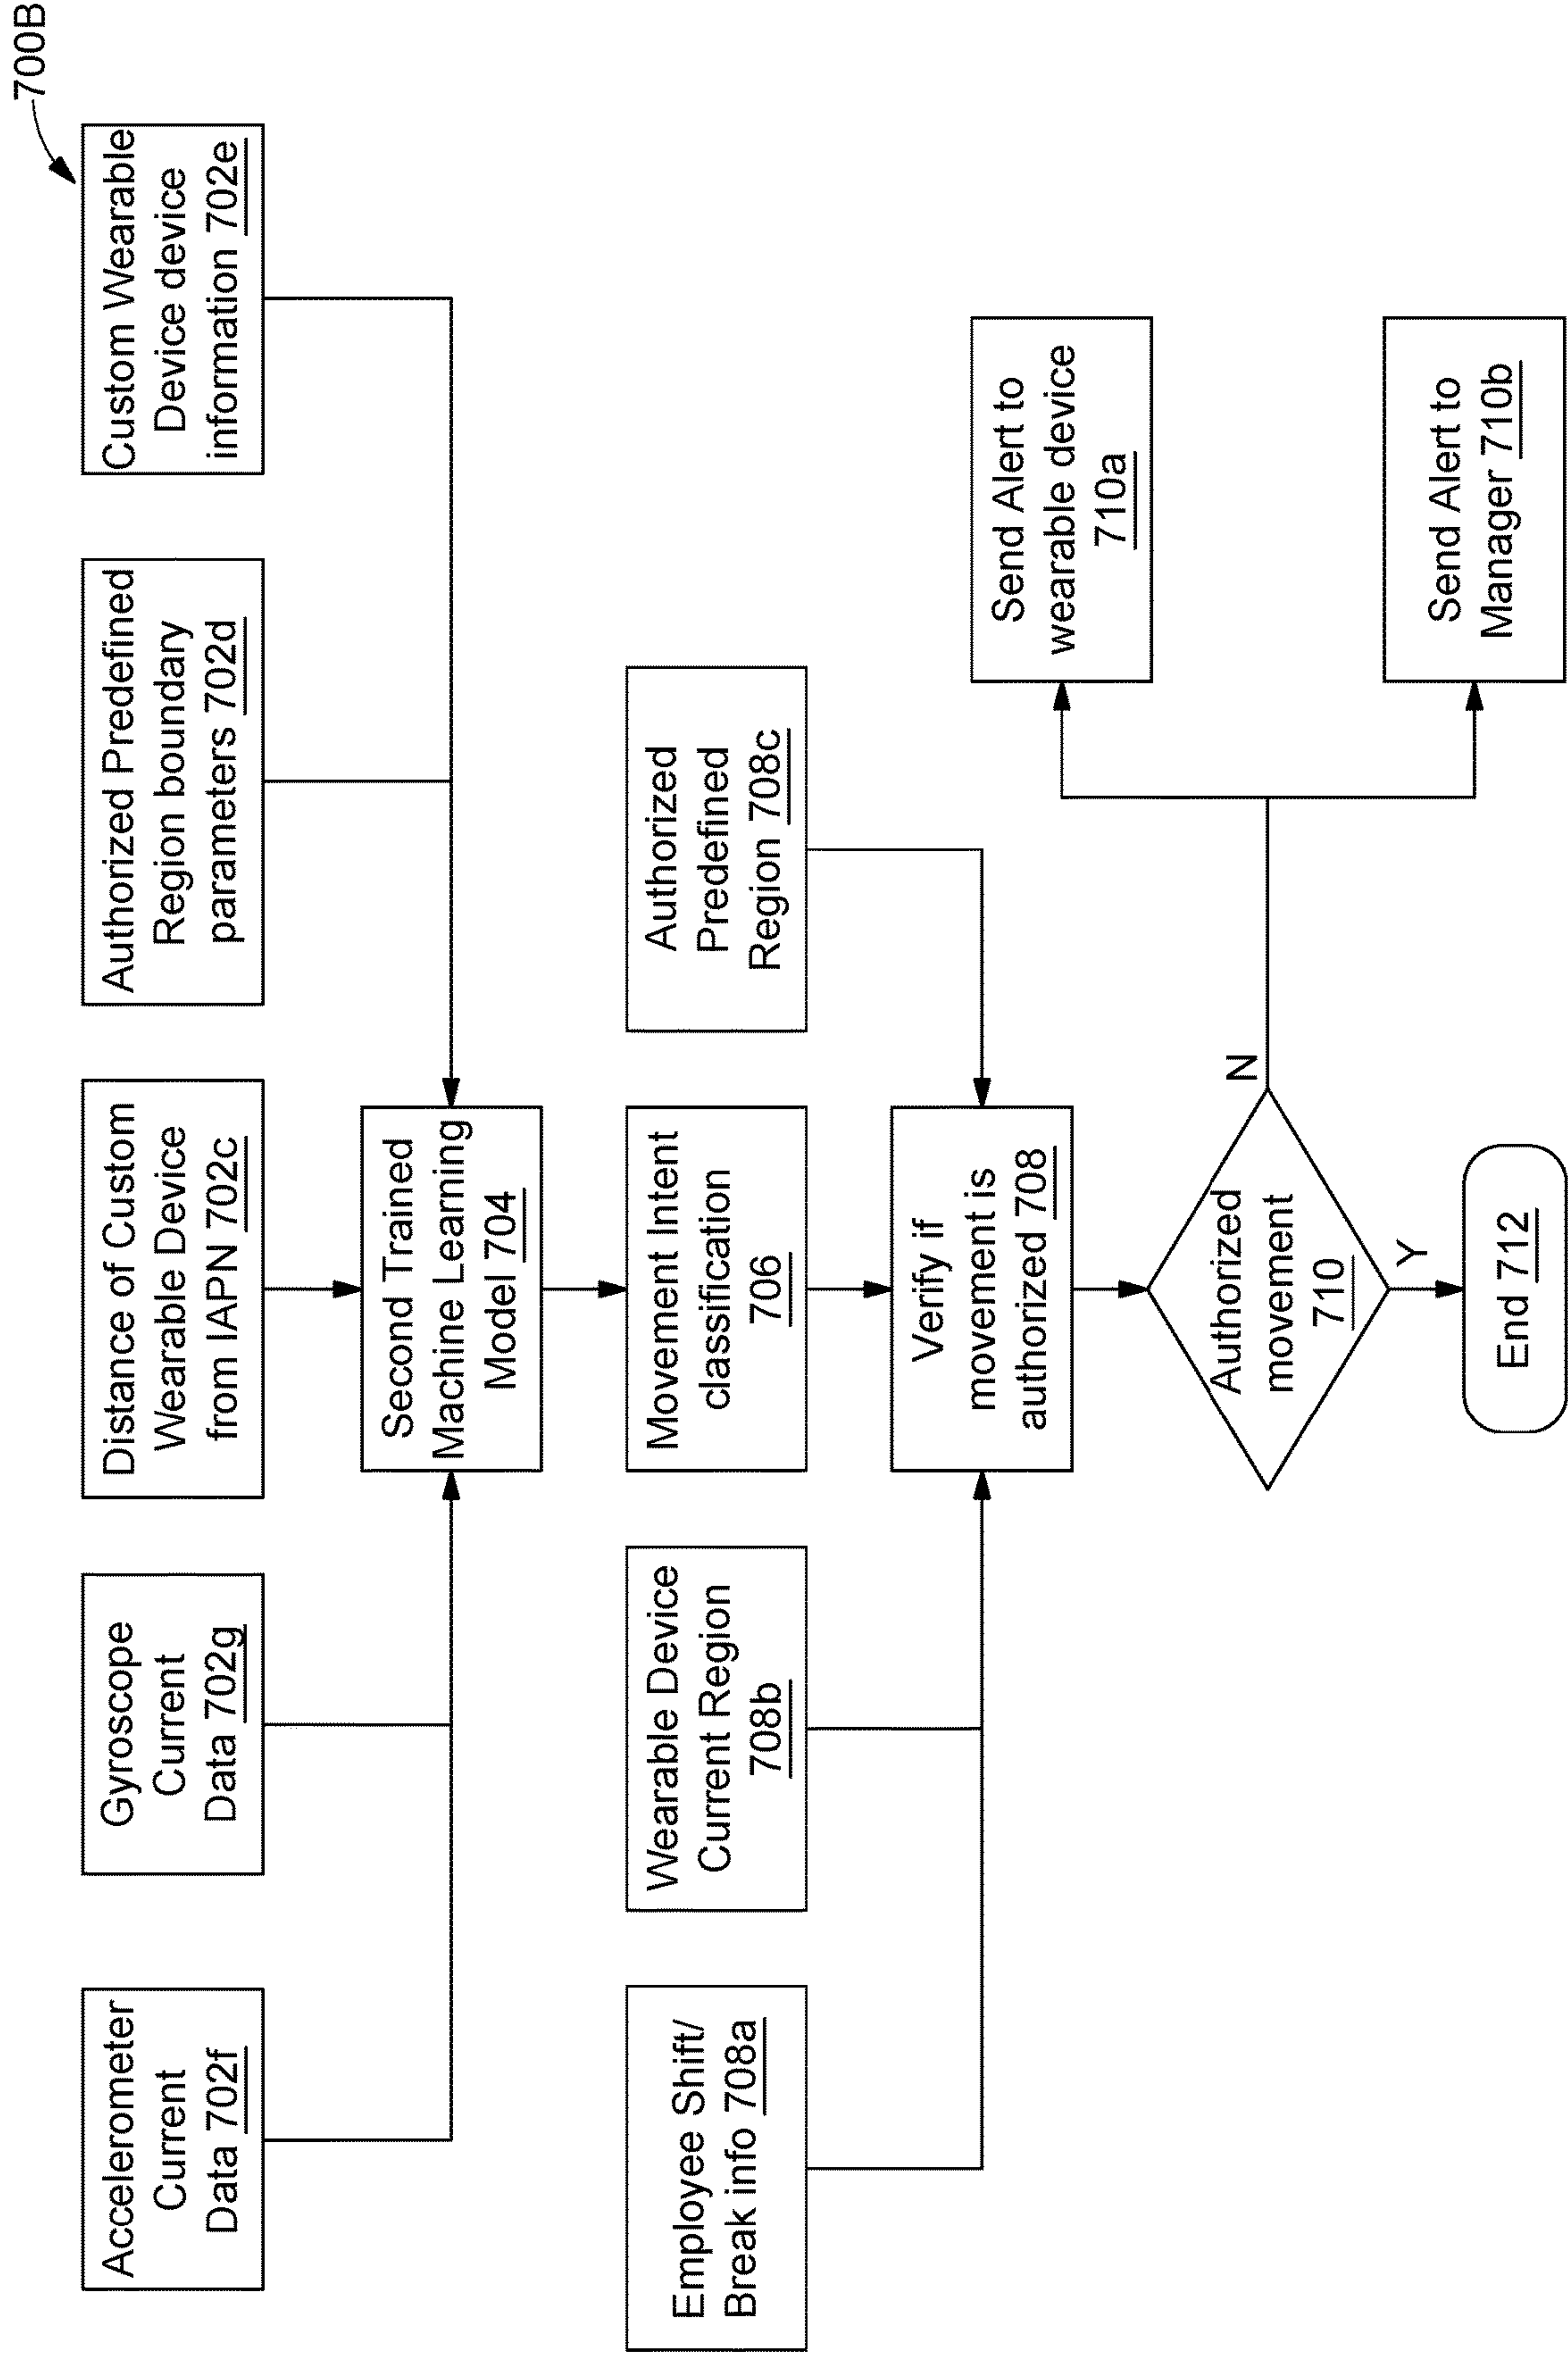 700B
Accelerometer
Current
Data 702f
Gyroscope
Current
Data 702g
Distance of Custom
Wearable Device
from IAPN 702c
Authorized Predefined
Region boundary
parameters 702d
Custom Wearable
Device device
information 702e
Second Trained
Machine Learning
Model 704
Employee Shift/
Break info 708a
Wearable Device
Current Region
708b
Movement Intent
classification
706
Authorized
Predefined
Region 708c
Verify if
movement is
authorized 708
Authorized
movement
710
N
Y
Send Alert to
wearable device
710a
Send Alert to
Manager 710b
End 712